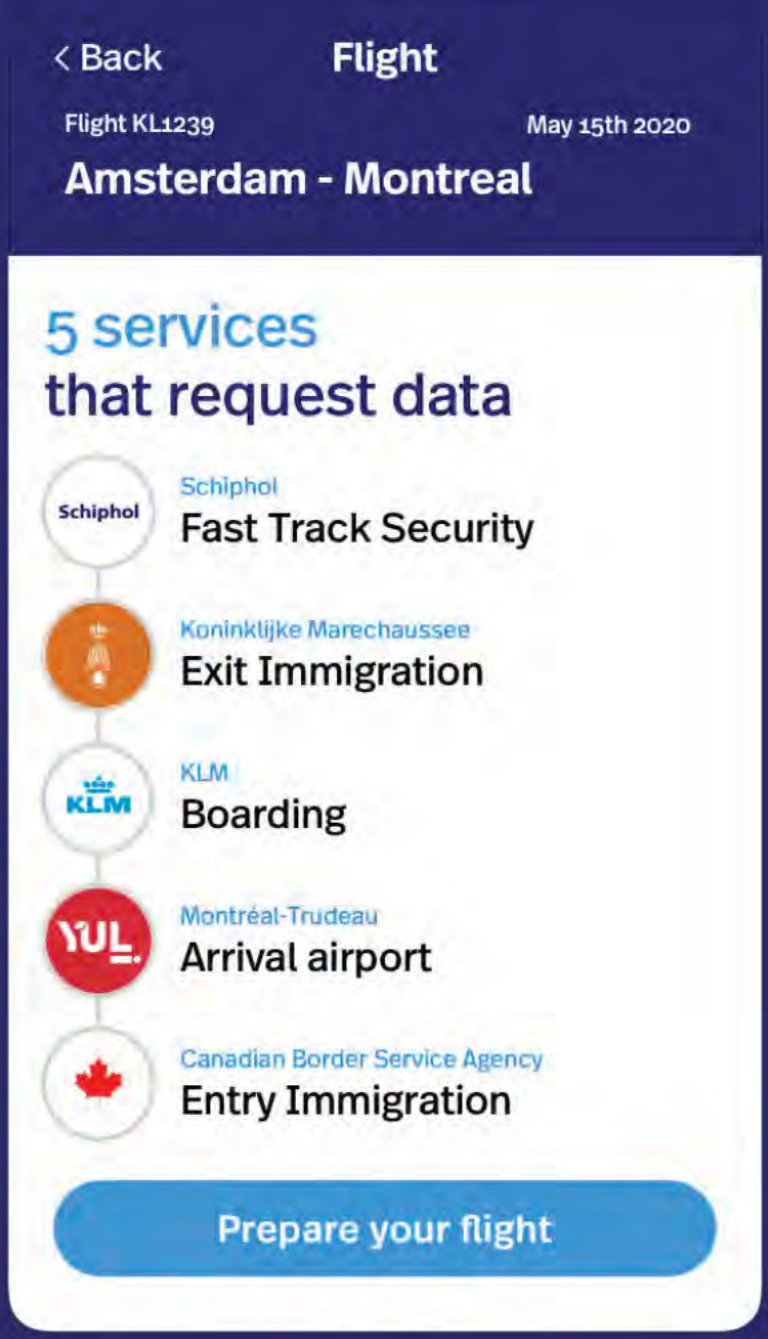 < Back
Flight
Flight KL1239
May 15th 2020
Amsterdam - Montreal
5 services
that request data
Schiphol
Schiphol
Fast Track Security
Koninklijke Marechaussee
Exit Immigration
KLM
KLM
Boarding
YUL.
Montréal-Trudeau
Arrival airport
Canadian Border Service Agency
Entry Immigration
Prepare your flight